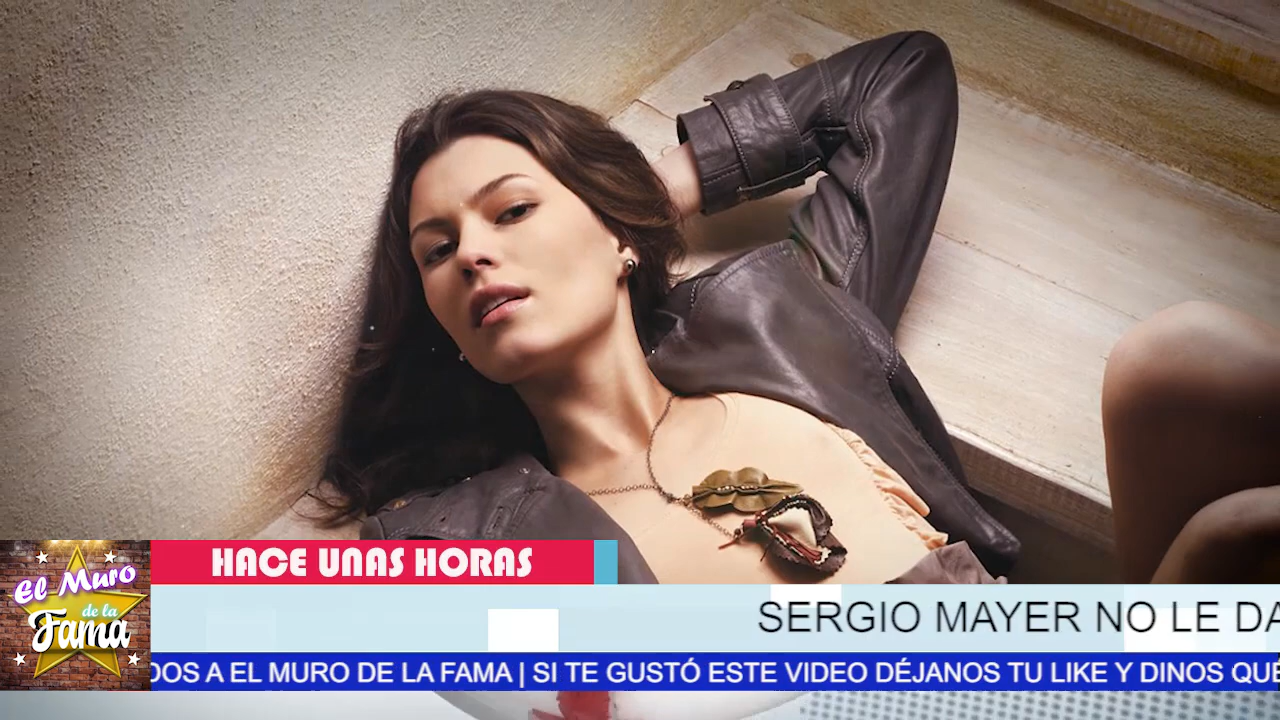 HACE UNAS HORAS
El Muro
de la
Fama
SERGIO MAYER NO LE DA
DOS A EL MURO DE LA FAMA | SI TE GUSTÓ ESTE VIDEO DÉJANOS TU LIKE Y DINOS QUÉ